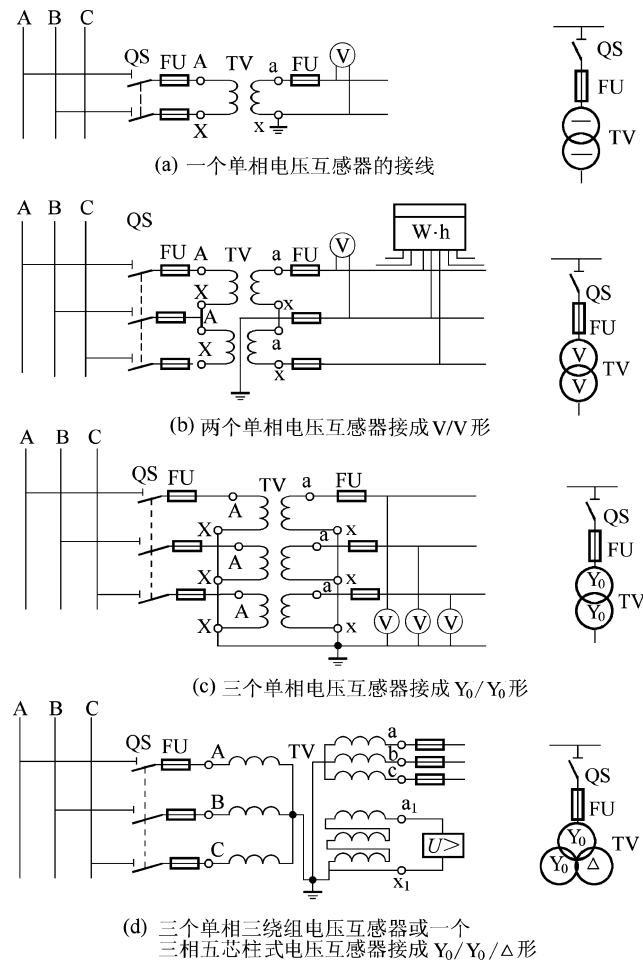 A B C
QS FU A TV a FU V
X x
QS
FU
TV
(a) 一个单相电压互感器的接线
A B C
QS
FU A TV a FU V W·h
X x
A a
X x
QS
FU
V
V
TV
(b) 两个单相电压互感器接成V/V形
A B C
QS FU TV a FU
A
X x
A a
X x
A a
X x
V V V
QS
FU
Y₀
Y₀
TV
(c) 三个单相电压互感器接成Y₀/Y₀形
A B C
QS FU A TV a
b
c
B
a₁
C
U>
x₁
QS
FU
Y₀
Y₀ △
TV
(d) 三个单相三绕组电压互感器或一个
三相五芯柱式电压互感器接成Y₀/Y₀/△形